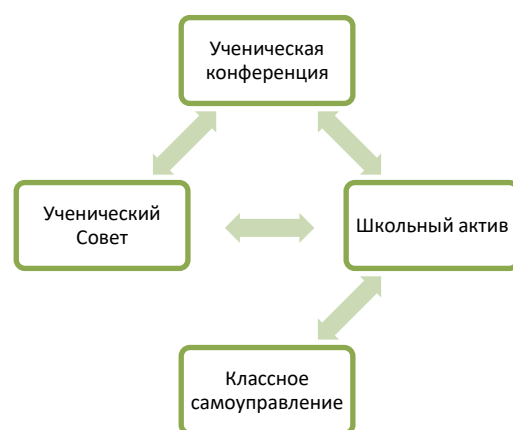 Ученическая
конференция
Ученический
Совет
Школьный актив
Классное
самоуправление